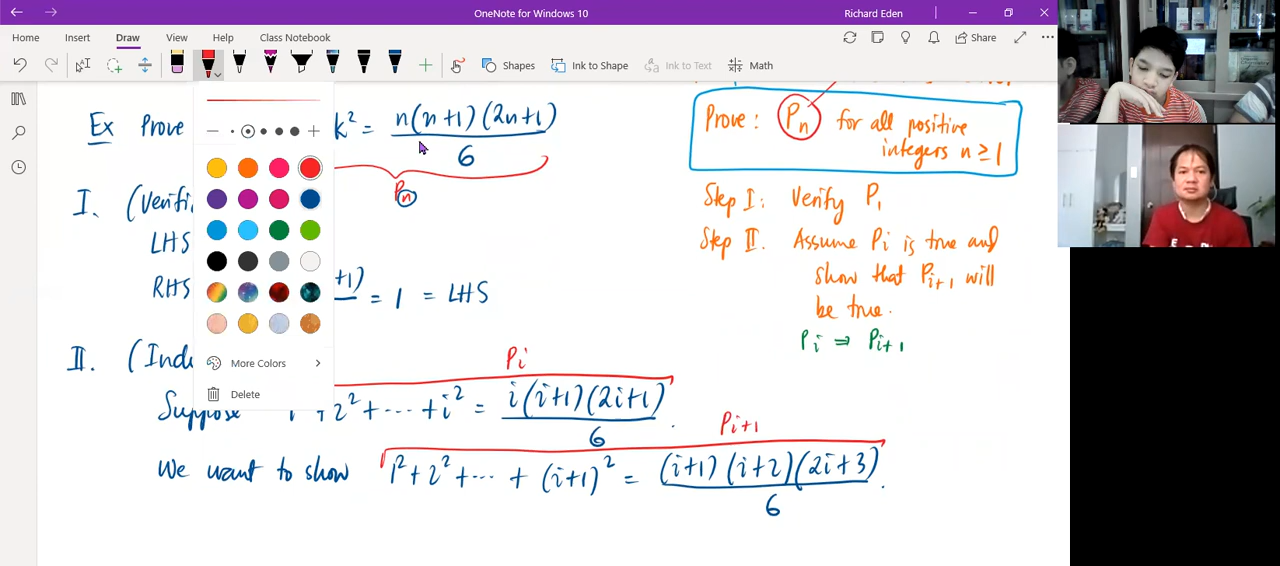 OneNote for Windows 10
Richard Eden
Home Insert Draw View Help Class Notebook
Share
Shapes Ink to Shape Ink to Text Math
Ex Prove k² = n(n+1)(2n+1)
6
Pn
I. (Verifi
LHS
RHS +1) = 1 = LHS
II. (Indu
Pi
Suppose 1²+2²+⋯+i² = i(i+1)(2i+1)
6 .
Pi+1
We want to show 1²+2²+⋯+(i+1)² = (i+1)(i+2)(2i+3) .
6
More Colors
Delete
Prove: Pn for all positive
integers n ≥ 1
Step I: Verify P1
Step II. Assume Pi is true and
show that Pi+1 will
be true.
Pi ⇒ Pi+1